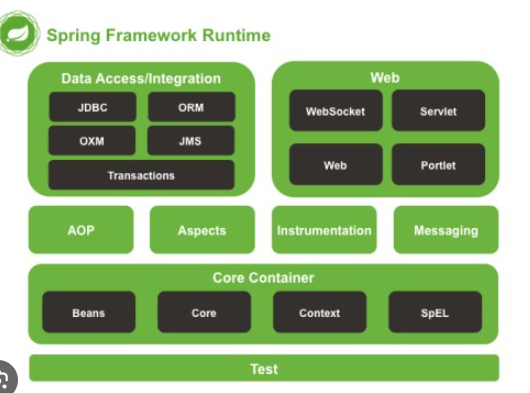 Spring Framework Runtime
Data Access/Integration
JDBC ORM
OXM JMS
Transactions
Web
WebSocket Servlet
Web Portlet
AOP Aspects Instrumentation Messaging
Core Container
Beans Core Context SpEL
Test